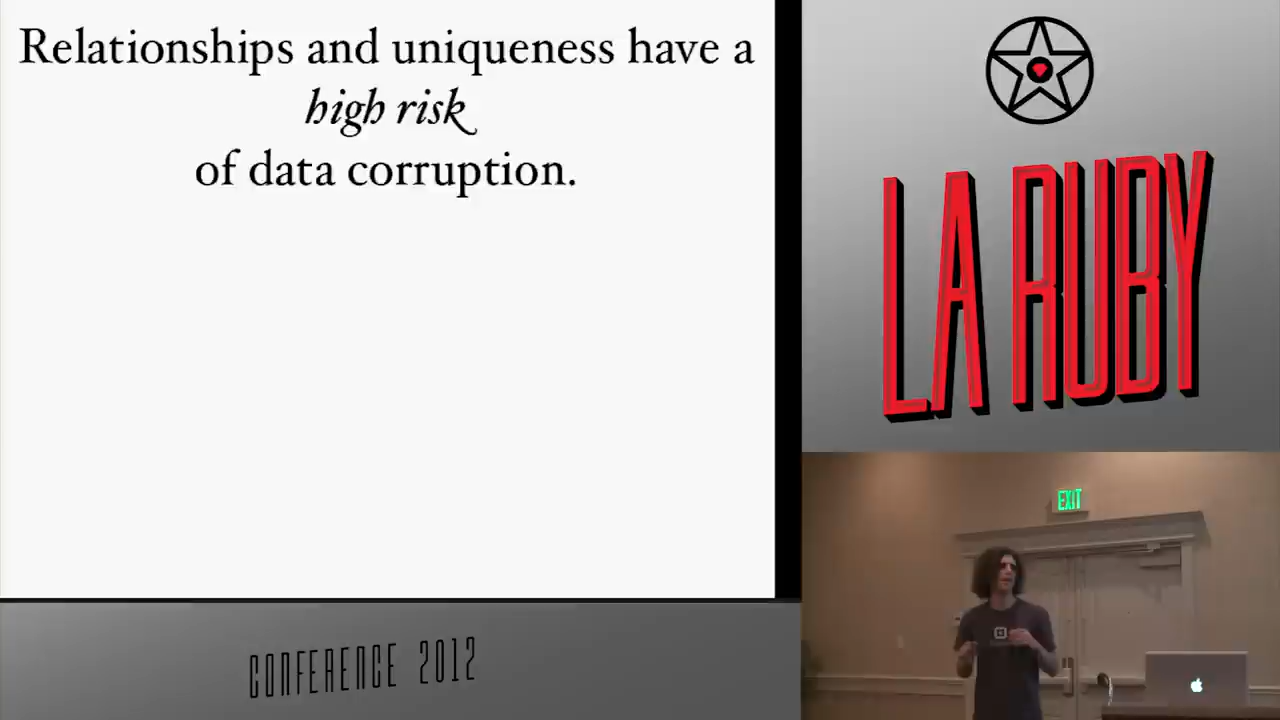 Relationships and uniqueness have a
high risk
of data corruption.
LA RUBY
EXIT
CONFERENCE 2012